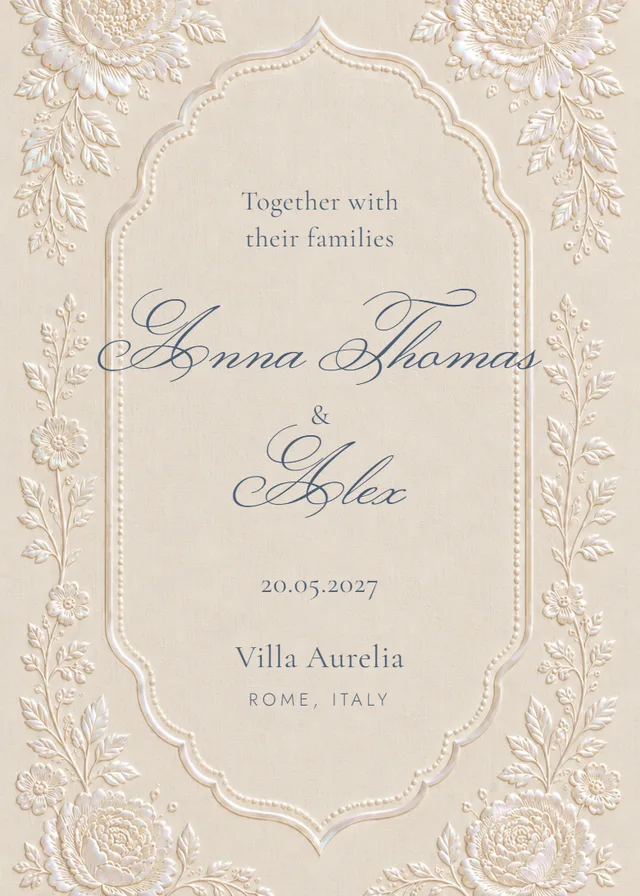 Together with
their families
Anna Thomas
&
Alex
20.05.2027
Villa Aurelia
ROME, ITALY